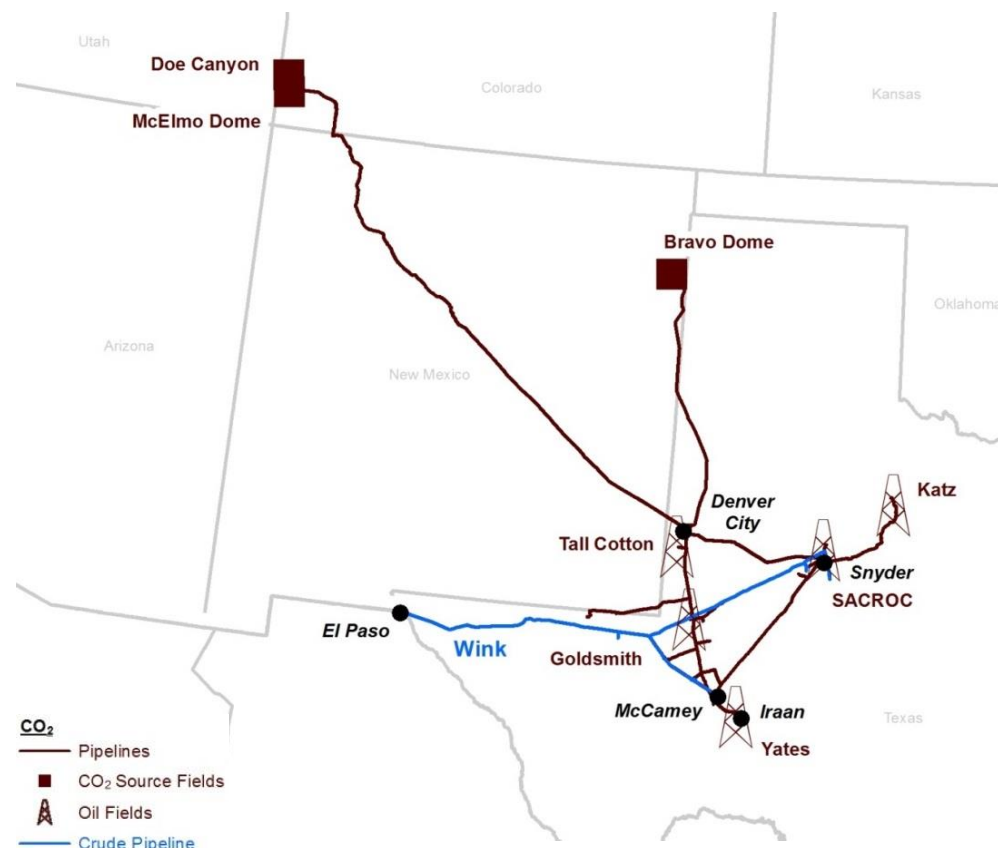 Utah
Doe Canyon
Colorado
Kansas
McElmo Dome
Bravo Dome
Oklahoma
Arizona
New Mexico
Katz
Denver
City
Tall Cotton
Snyder
SACROC
El Paso
Wink
Goldsmith
McCamey
Iraan
Texas
Yates
CO₂
Pipelines
CO₂ Source Fields
Oil Fields
Crude Pipeline